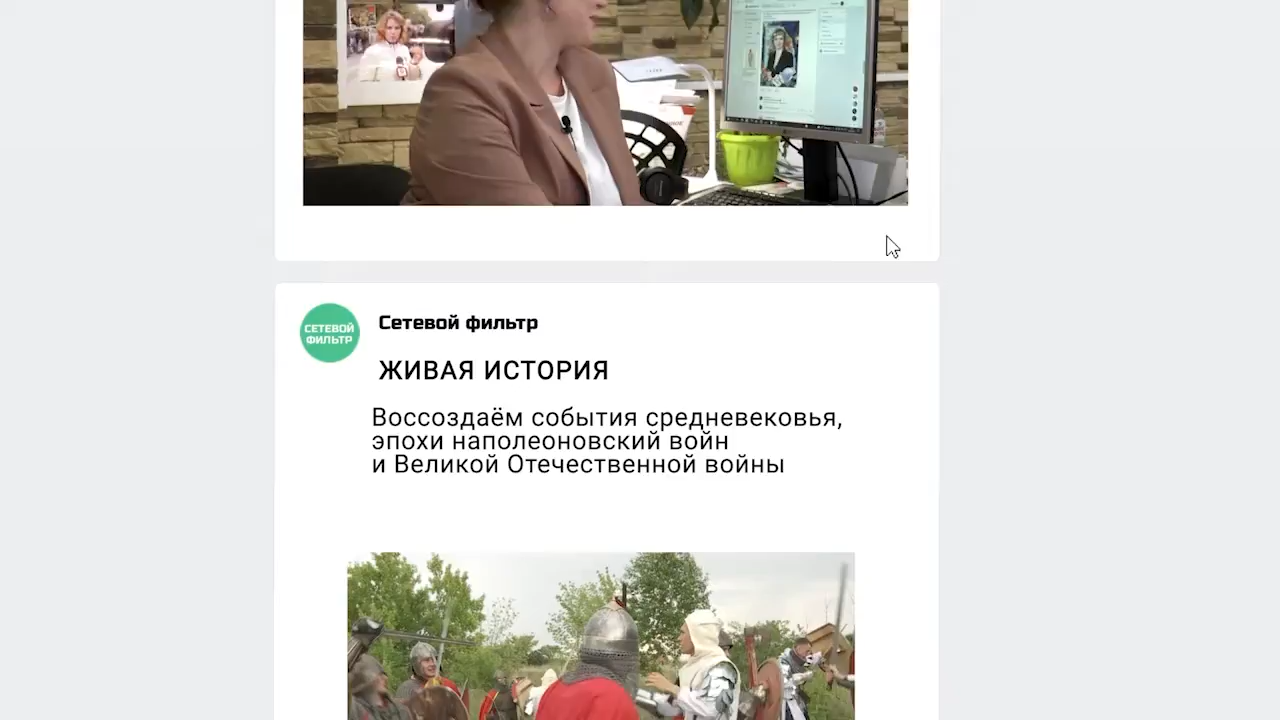 СЕТЕВОЙ
ФИЛЬТР
Сетевой фильтр
ЖИВАЯ ИСТОРИЯ
Воссоздаём события средневековья,
эпохи наполеоновский войн
и Великой Отечественной войны